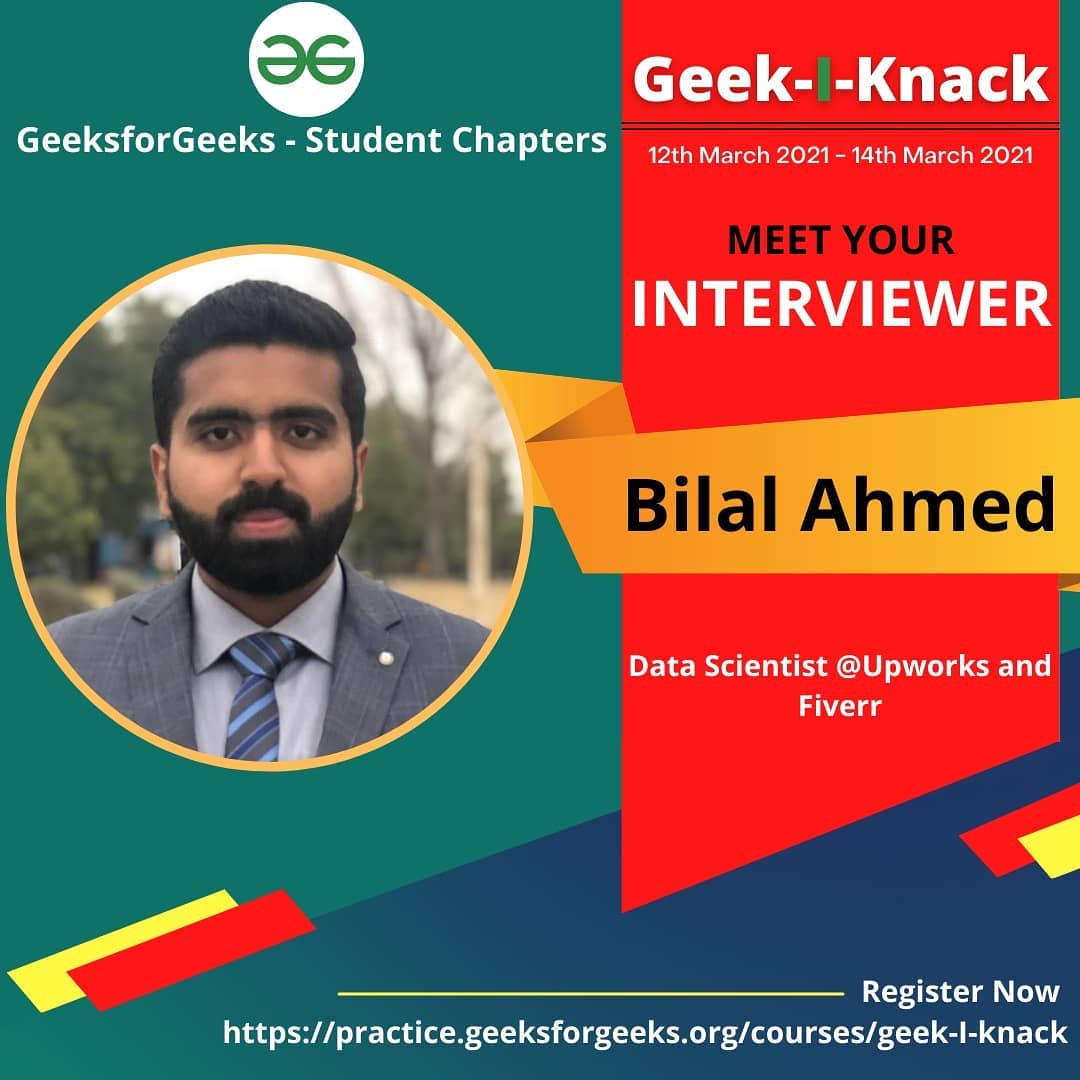 GeeksforGeeks - Student Chapters
Geek-I-Knack
12th March 2021 - 14th March 2021
MEET YOUR
INTERVIEWER
Bilal Ahmed
Data Scientist @Upworks and
Fiverr
Register Now
https://practice.geeksforgeeks.org/courses/geek-I-knack